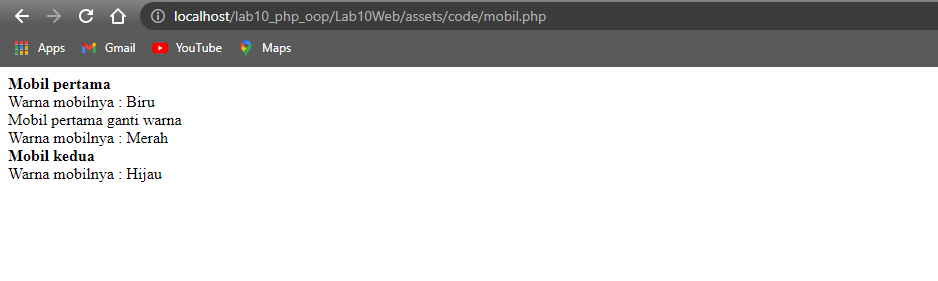 localhost/lab10_php_oop/Lab10Web/assets/code/mobil.php
Apps Gmail YouTube Maps
Mobil pertama
Warna mobilnya : Biru
Mobil pertama ganti warna
Warna mobilnya : Merah
Mobil kedua
Warna mobilnya : Hijau